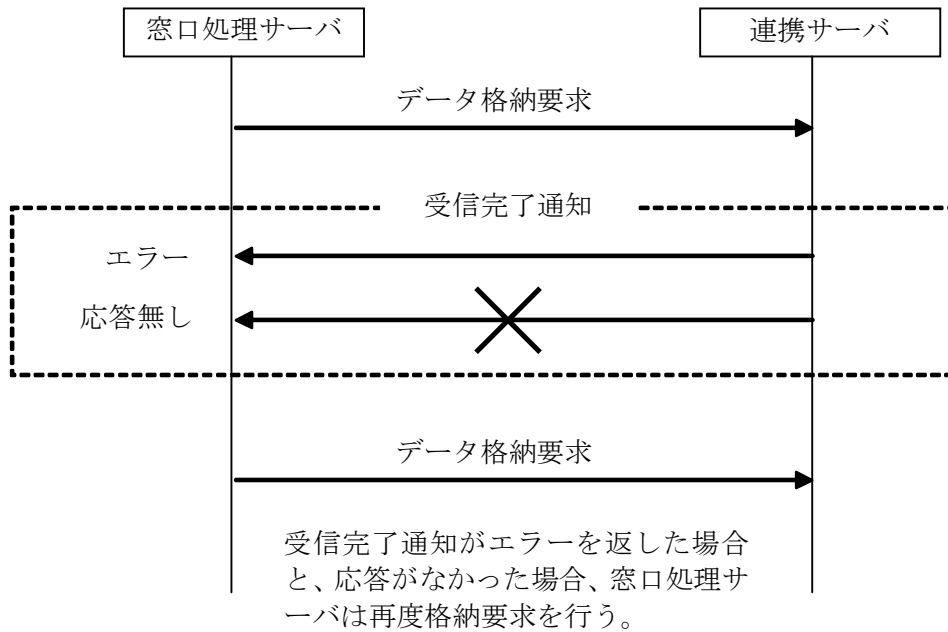 窓口処理サーバ
連携サーバ
データ格納要求
受信完了通知
エラー
応答無し
データ格納要求
受信完了通知がエラーを返した場合
と、応答がなかった場合、窓口処理サ
ーバは再度格納要求を行う。